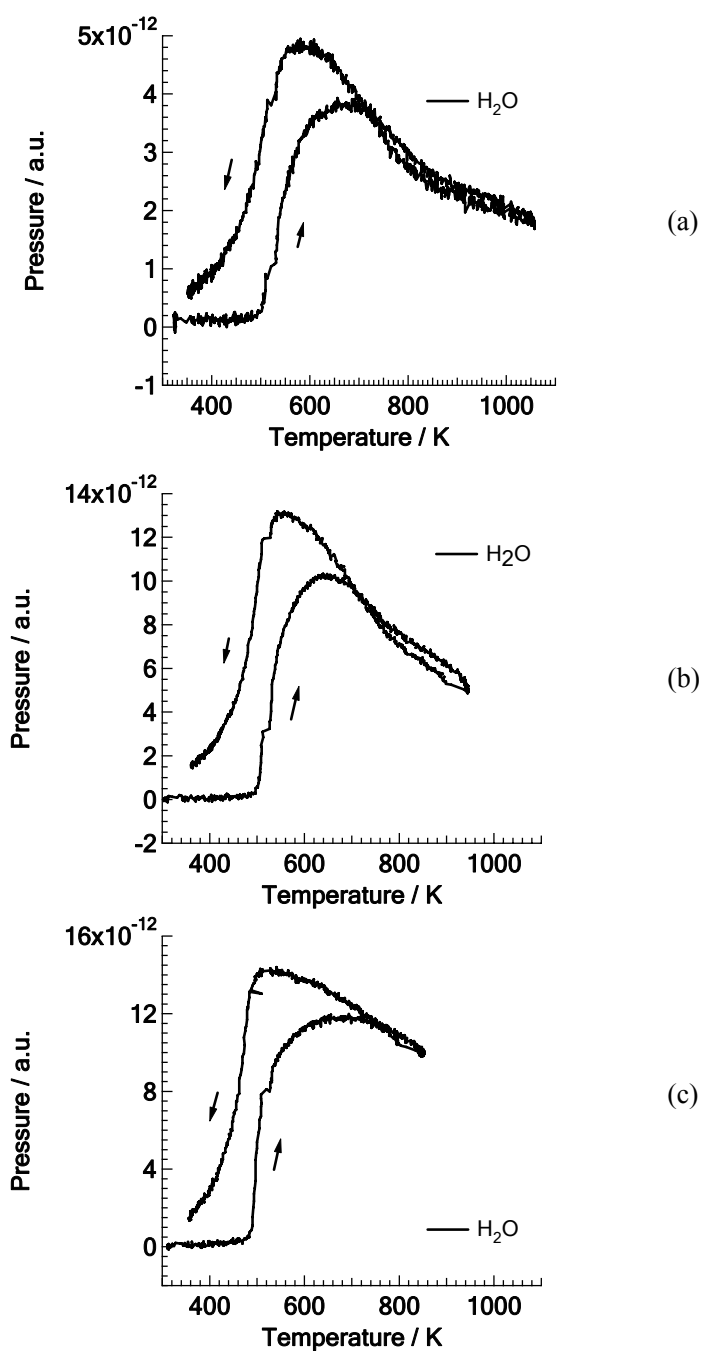 5x10-12
4
3
2
1
0
-1
400 600 800 1000
Temperature / K
Pressure / a.u.
H2O
(a)
14x10-12
12
10
8
6
4
2
0
-2
400 600 800 1000
Temperature / K
Pressure / a.u.
H2O
(b)
16x10-12
12
8
4
0
400 600 800 1000
Temperature / K
Pressure / a.u.
H2O
(c)